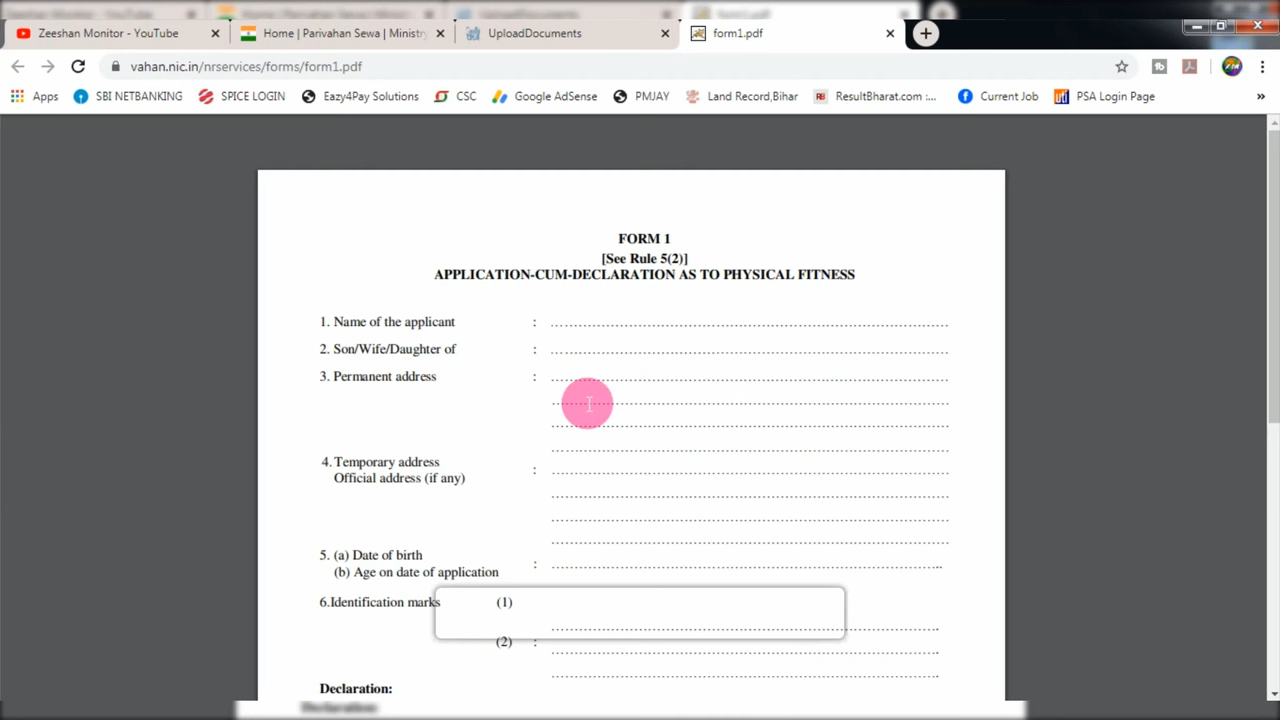 Zeeshan Monitor - YouTube
Home | Parivahan Sewa | Ministry
UploadDocuments
form1.pdf
vahan.nic.in/nrservices/forms/form1.pdf
Apps
SBI NETBANKING
SPICE LOGIN
Eazy4Pay Solutions
CSC
Google AdSense
PMJAY
Land Record,Bihar
ResultBharat.com :...
Current Job
PSA Login Page
»
FORM 1
[See Rule 5(2)]
APPLICATION-CUM-DECLARATION AS TO PHYSICAL FITNESS
1. Name of the applicant :
2. Son/Wife/Daughter of :
3. Permanent address :
4. Temporary address
Official address (if any) :
5. (a) Date of birth
(b) Age on date of application :
6.Identification marks (1)
(2) :
Declaration: